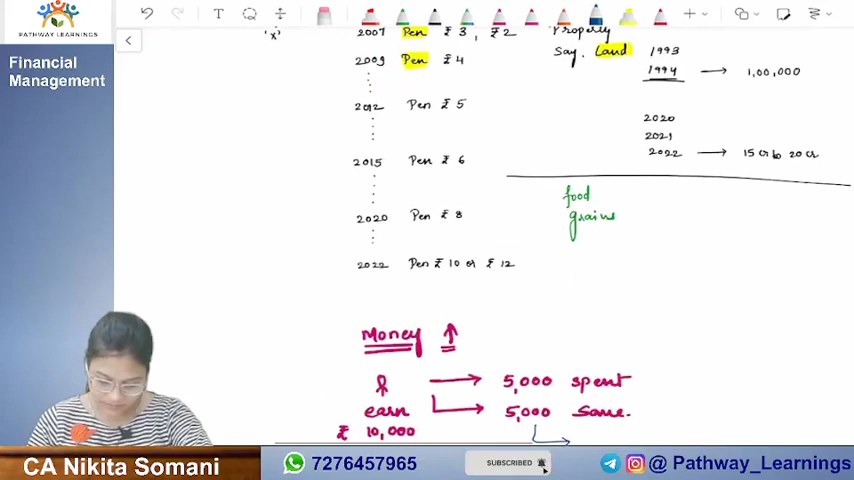 PATHWAY LEARNINGS
Financial
Management
'x'
2007 Pen ₹ 3, ₹ 2
2009 Pen ₹ 4
2012 Pen ₹ 5
2015 Pen ₹ 6
2020 Pen ₹ 8
2022 Pen ₹ 10 or ₹ 12
Property
Say. Land 1993
1994 → 1,00,000
2020
2021
2022 → 15 cr to 20 cr
food
grains
Money ↑
→ 5,000 spent
earn → 5,000 Save.
₹ 10,000
CA Nikita Somani
7276457965
SUBSCRIBED
@ Pathway_Learnings